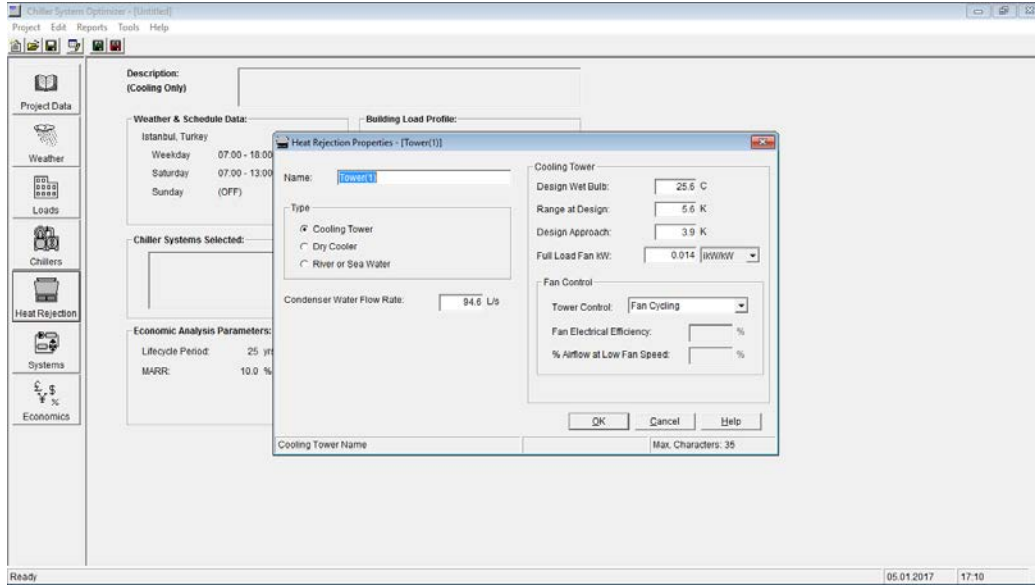 Chiller System Optimizer - [Untitled]
Project Edit Reports Tools Help
Project Data
Weather
Loads
Chillers
Heat Rejection
Systems
£ $ ¥ %
Economics
Description:
(Cooling Only)
Weather & Schedule Data:
Istanbul, Turkey
Weekday 07:00 - 18:00
Saturday 07:00 - 13:00
Sunday (OFF)
Building Load Profile:
Chiller Systems Selected:
Economic Analysis Parameters:
Lifecycle Period: 25 yrs
MARR: 10.0 %
Heat Rejection Properties - [Tower(1)]
Name: Tower(1)
Type
Cooling Tower
Dry Cooler
River or Sea Water
Condenser Water Flow Rate: 94.6 L/s
Cooling Tower
Design Wet Bulb: 25.6 C
Range at Design: 5.6 K
Design Approach: 3.9 K
Full Load Fan kW: 0.014 ikW/kW
Fan Control
Tower Control: Fan Cycling
Fan Electrical Efficiency: %
% Airflow at Low Fan Speed: %
OK Cancel Help
Cooling Tower Name Max. Characters: 35
Ready 05.01.2017 17:10